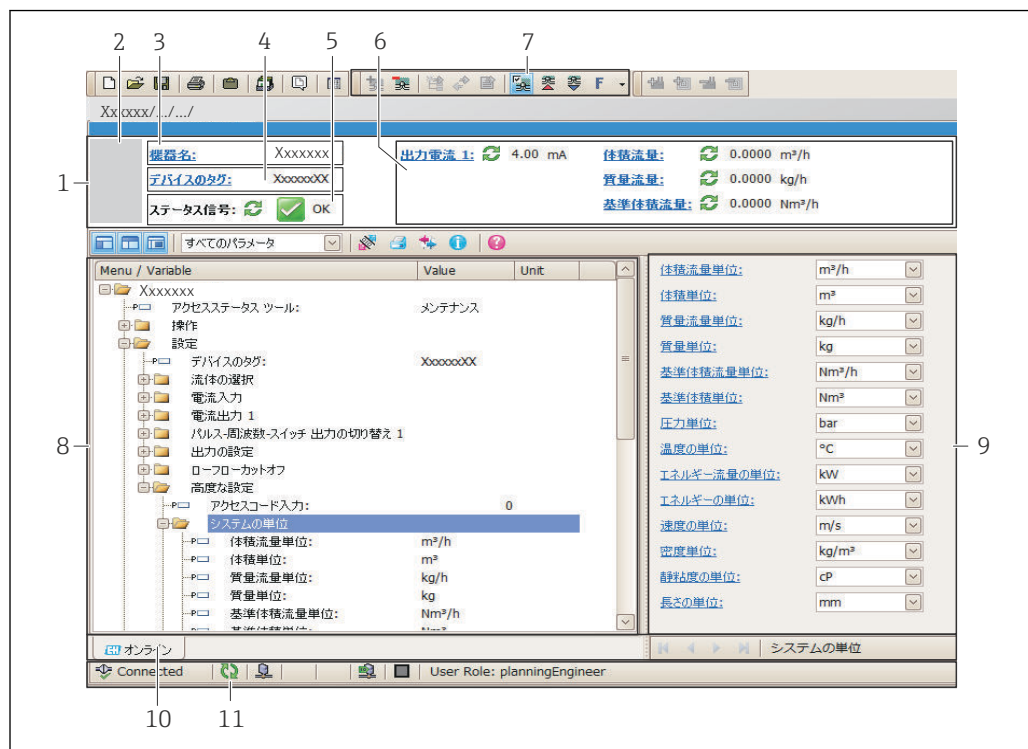 2 3 4 5 6 7
F
Xxxxxx/../../
機器名: Xxxxxxx
デバイスのタグ: XxxxxxXX
ステータス信号: OK
出力電流 1: 4.00 mA
体積流量: 0.0000 m³/h
質量流量: 0.0000 kg/h
基準体積流量: 0.0000 Nm³/h
1
すべてのパラメータ
Menu / Variable Value Unit
Xxxxxxx
アクセスステータス ツール: メンテナンス
操作
設定
デバイスのタグ: XxxxxxXX
流体の選択
電流入力
電流出力 1
パルス-周波数-スイッチ 出力の切り替え 1
出力の設定
ローフローカットオフ
高度な設定
アクセスコード入力: 0
システムの単位
体積流量単位: m³/h
体積単位: m³
質量流量単位: kg/h
質量単位: kg
基準体積流量単位: Nm³/h
8
体積流量単位: m³/h
体積単位: m³
質量流量単位: kg/h
質量単位: kg
基準体積流量単位: Nm³/h
基準体積単位: Nm³
圧力単位: bar
温度の単位: °C
エネルギー流量の単位: kW
エネルギーの単位: kWh
速度の単位: m/s
密度単位: kg/m³
静粘度の単位: cP
長さの単位: mm
9
オンライン
システムの単位
Connected User Role: planningEngineer
10 11